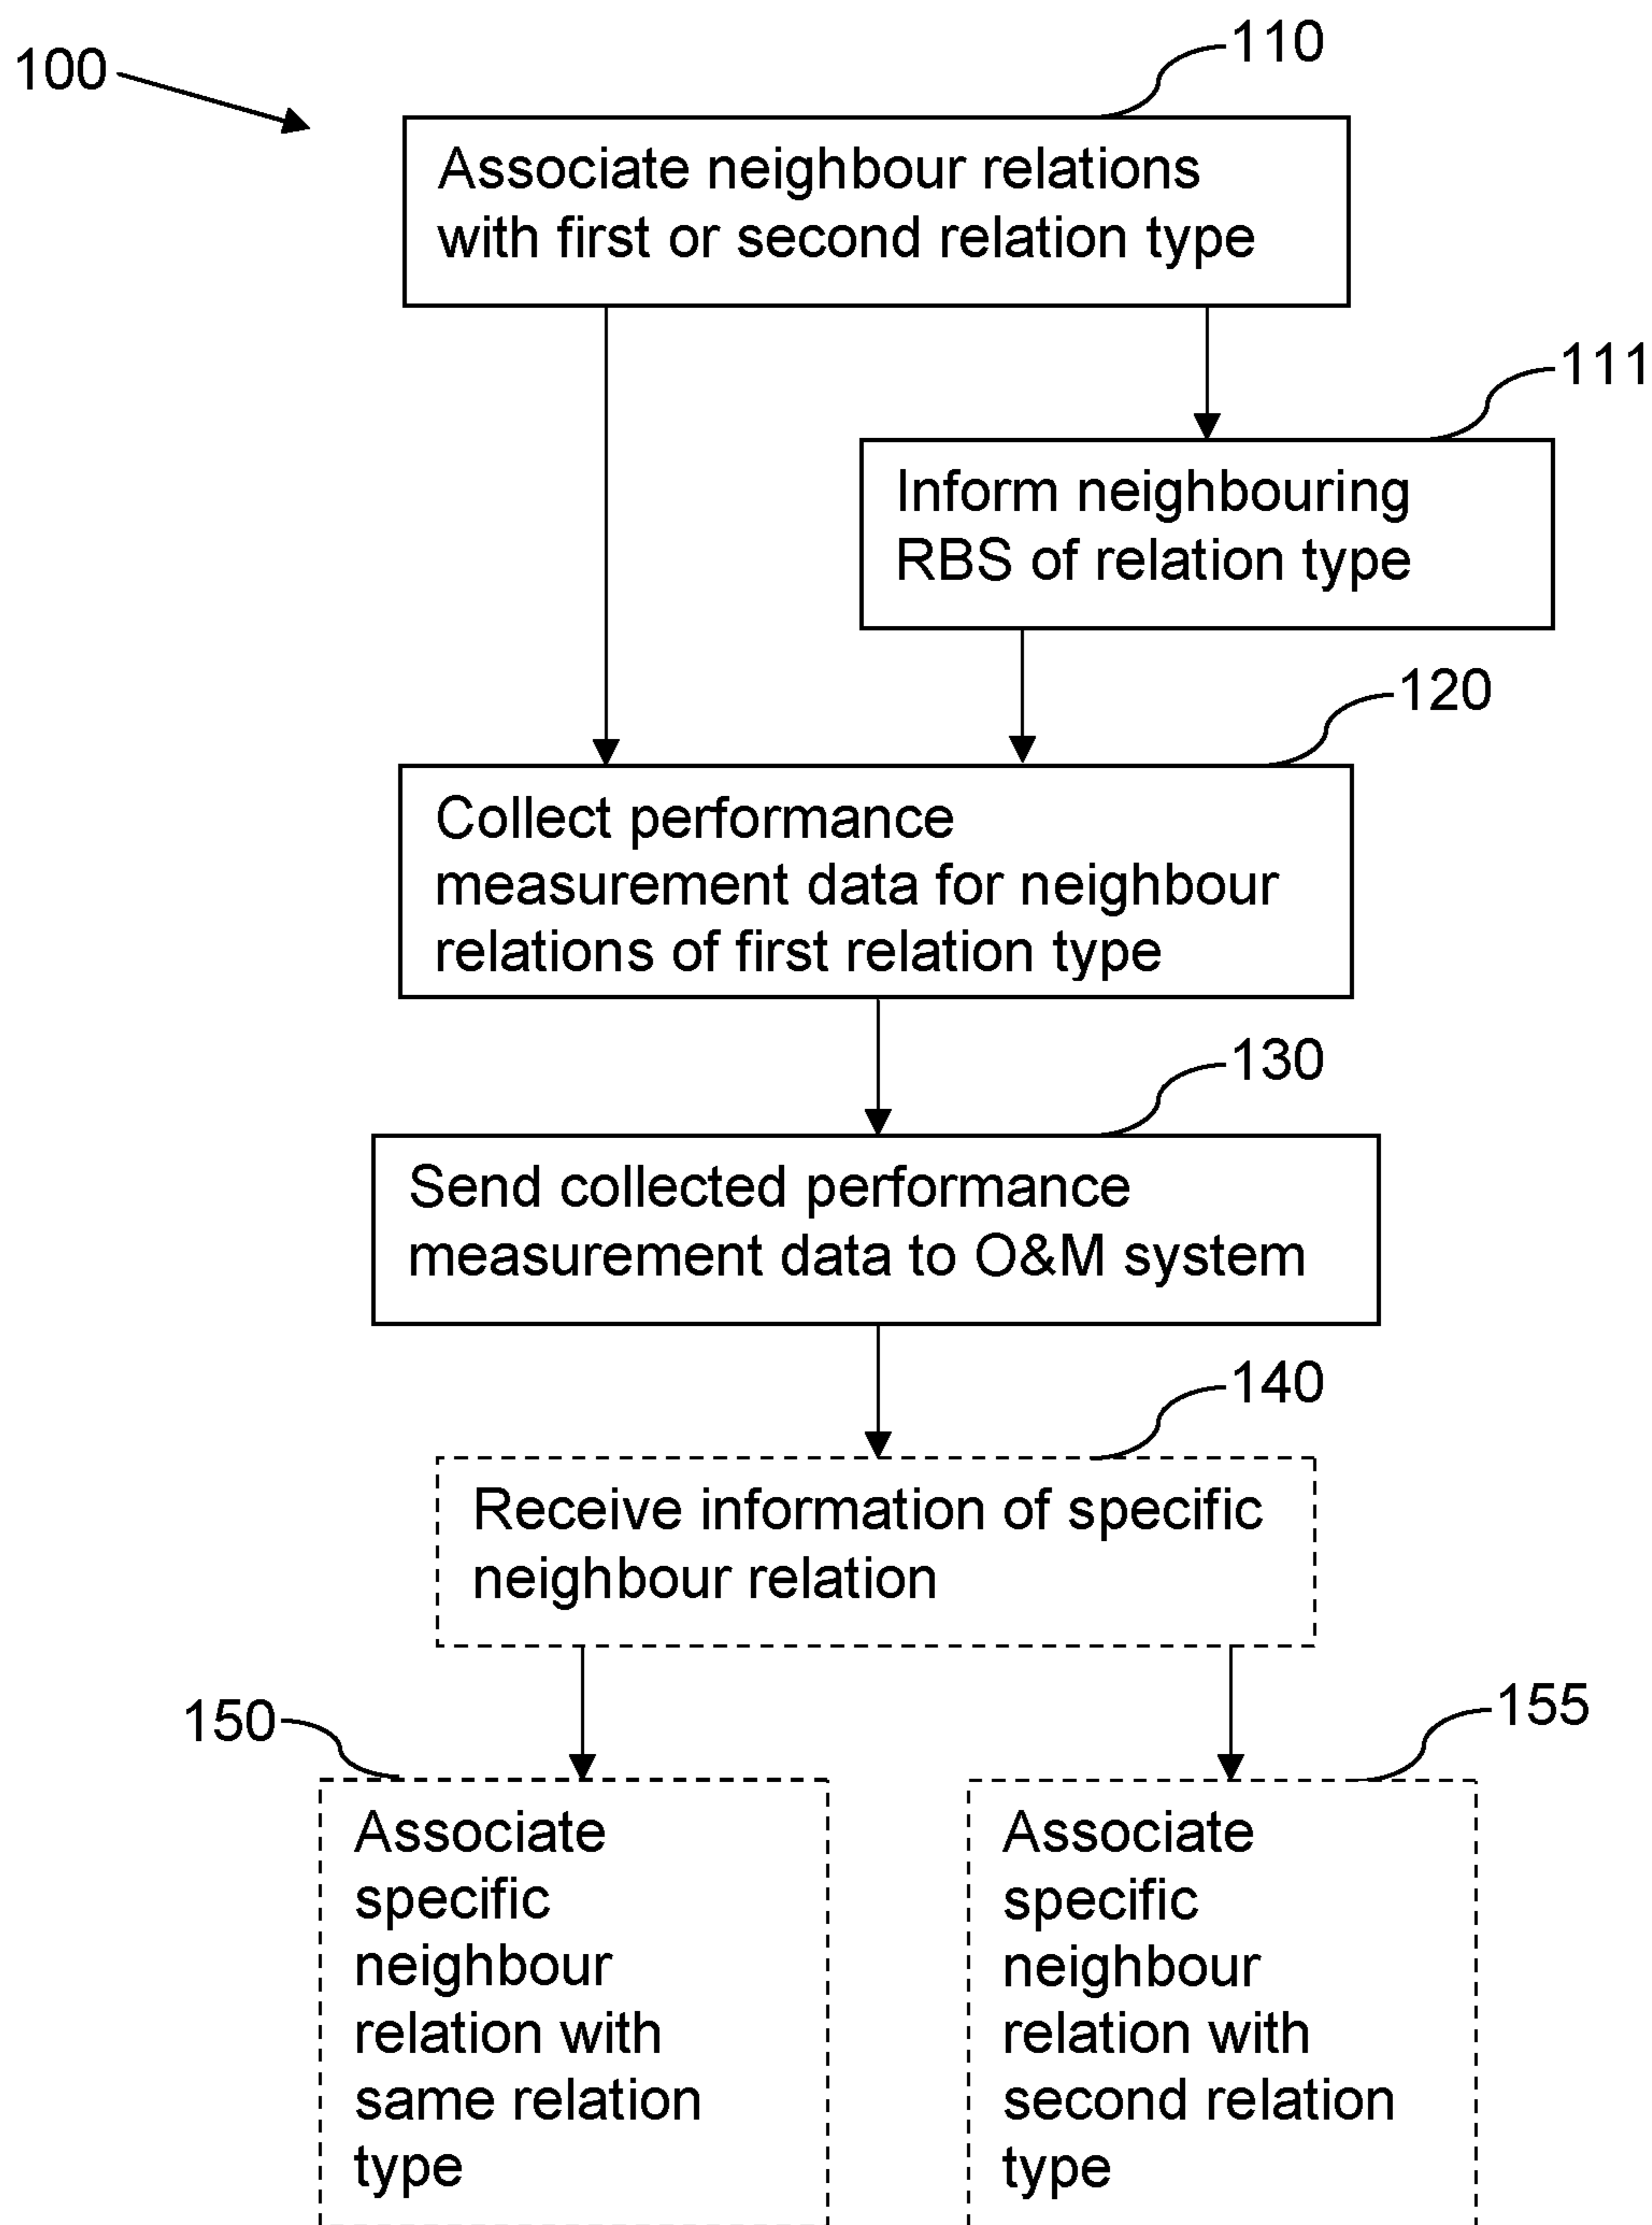 100
110
Associate neighbour relations
with first or second relation type
111
Inform neighbouring
RBS of relation type
120
Collect performance
measurement data for neighbour
relations of first relation type
130
Send collected performance
measurement data to O&M system
140
Receive information of specific
neighbour relation
150
Associate
specific
neighbour
relation with
same relation
type
155
Associate
specific
neighbour
relation with
second relation
type